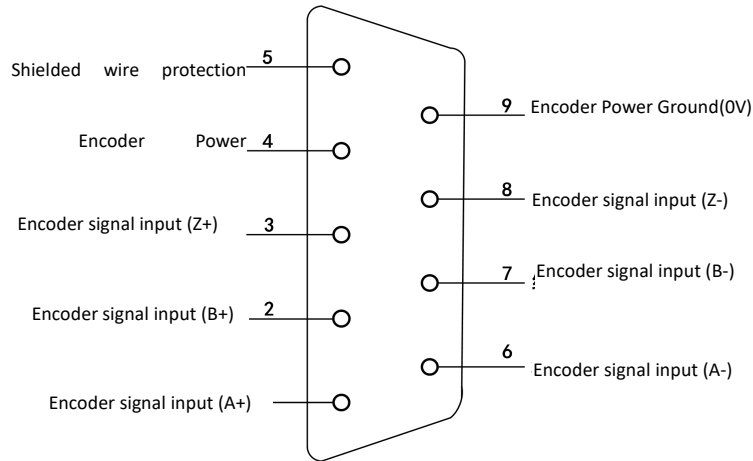 Shielded wire protection 5
9 Encoder Power Ground(0V)
Encoder Power 4
8 Encoder signal input (Z-)
Encoder signal input (Z+) 3
7 Encoder signal input (B-)
Encoder signal input (B+) 2
6 Encoder signal input (A-)
Encoder signal input (A+)